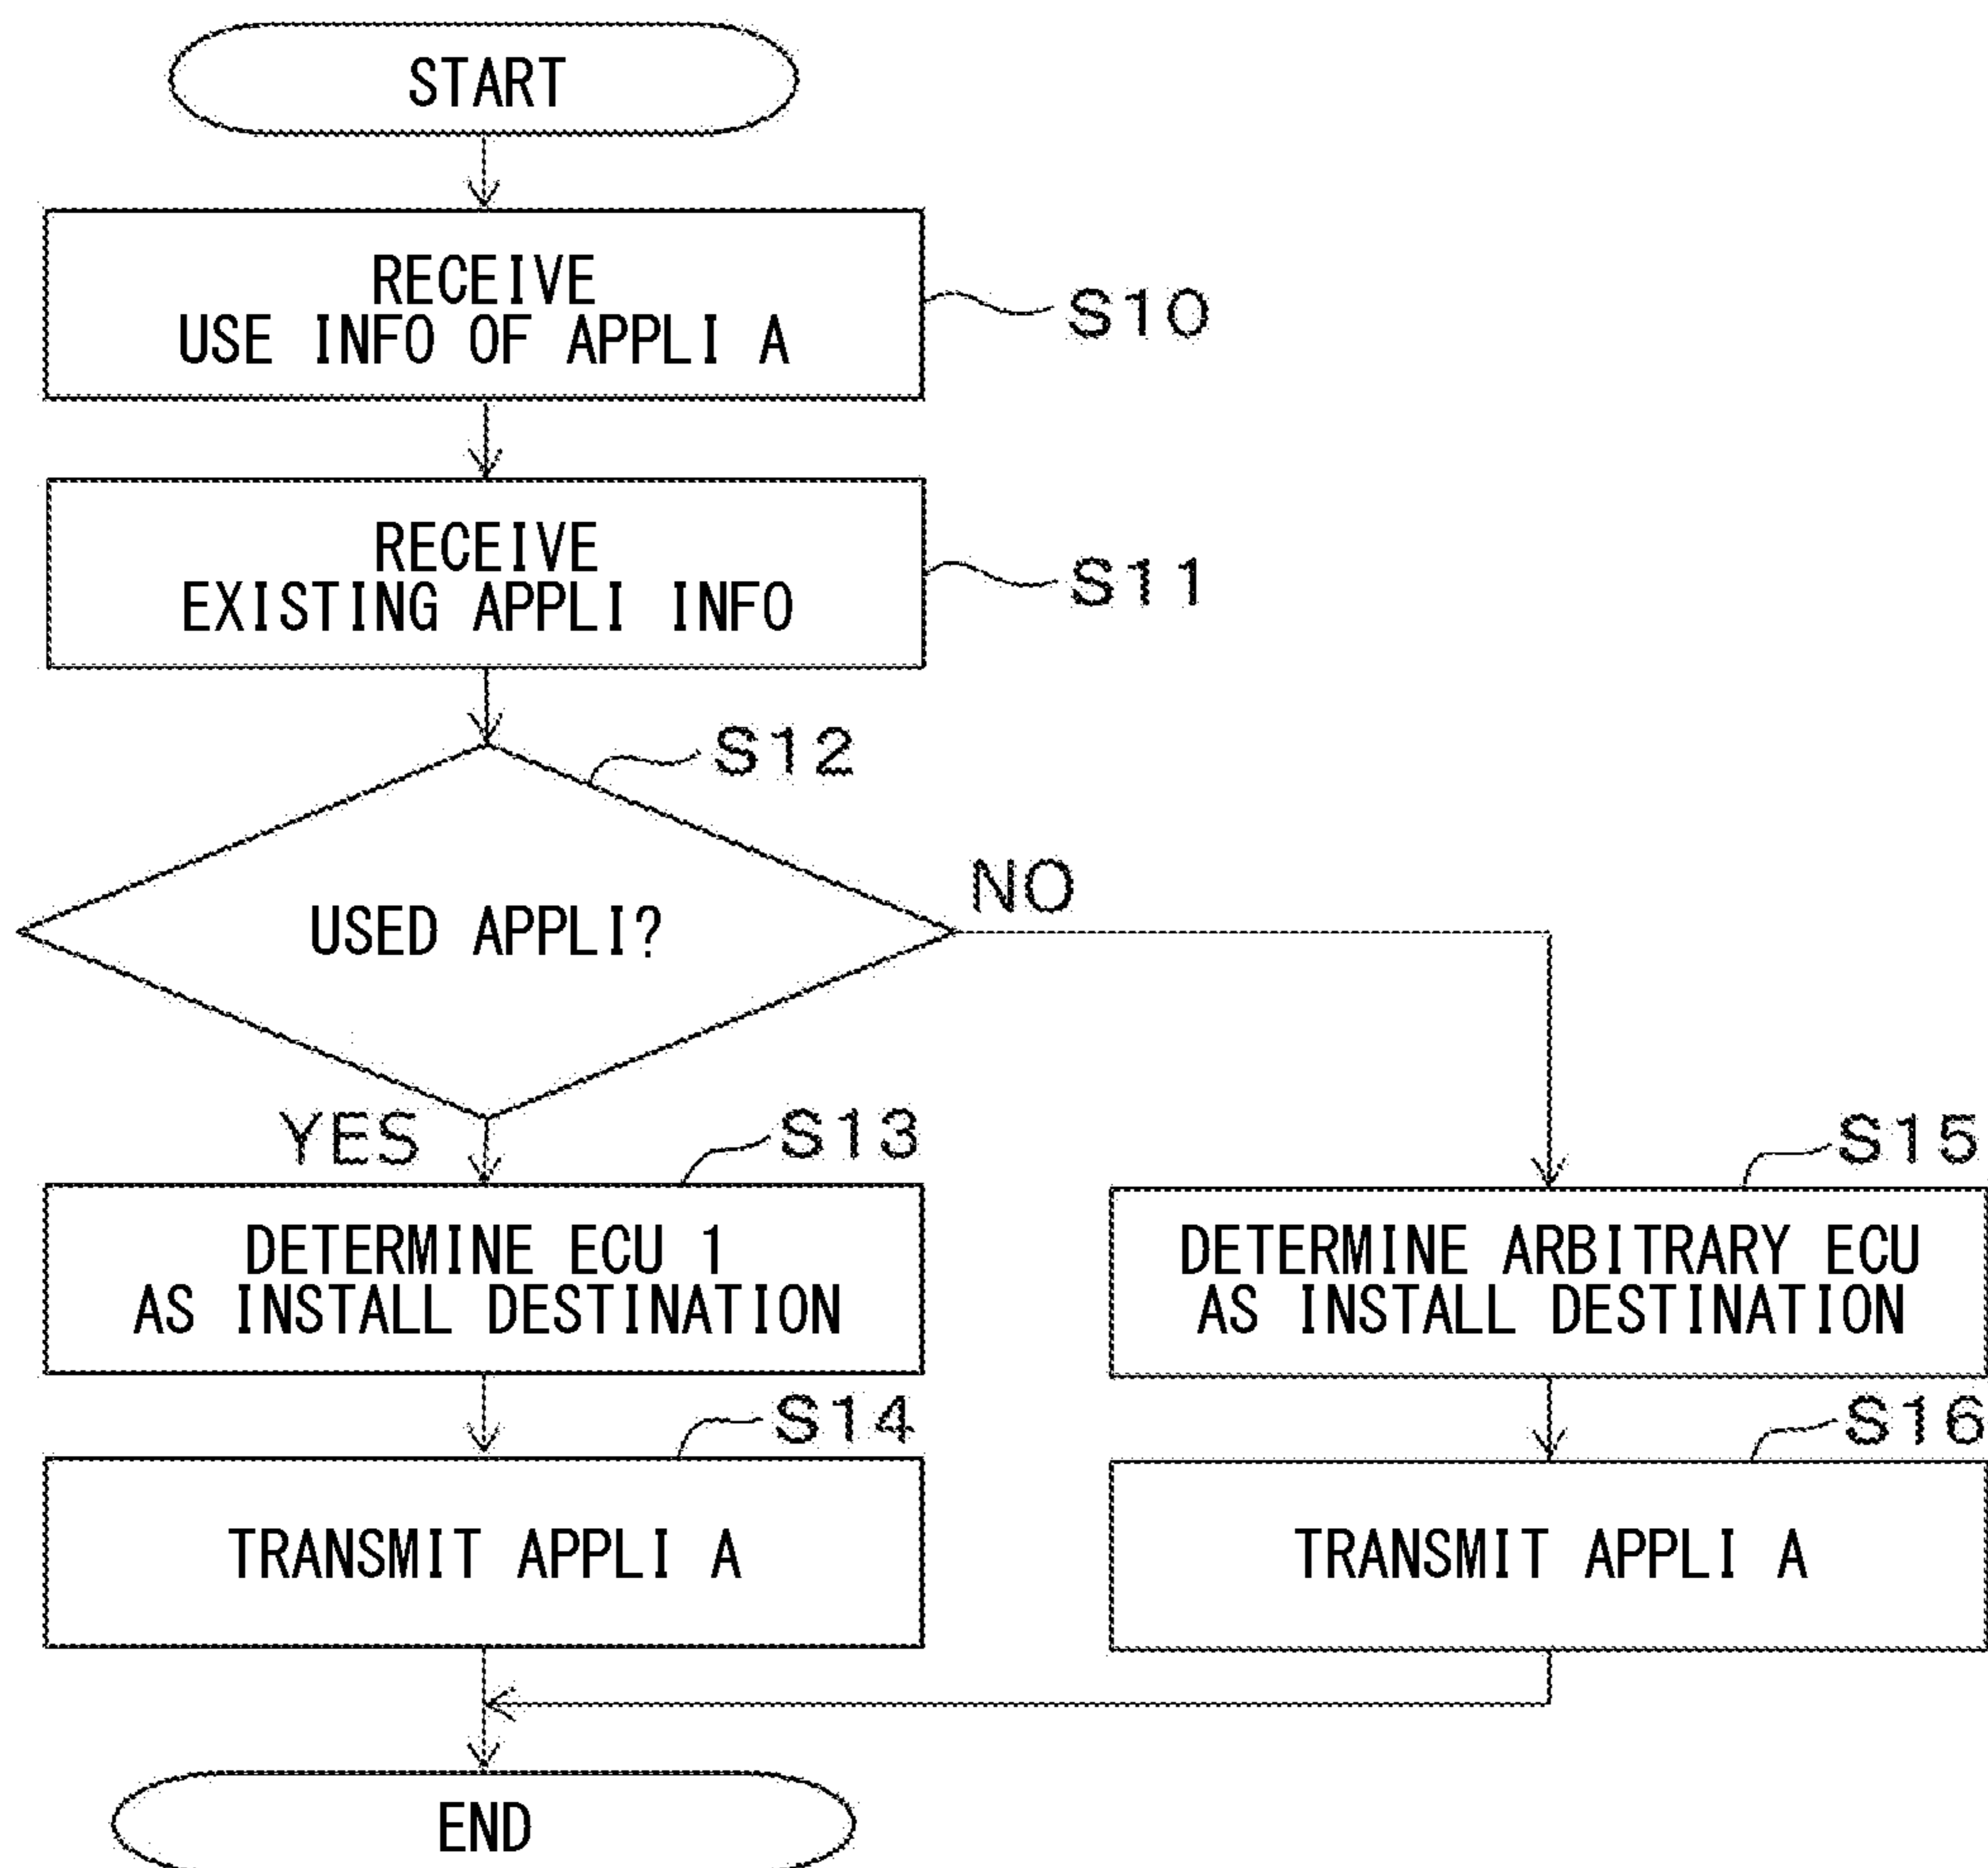 START
RECEIVE
USE INFO OF APPLI A
S10
RECEIVE
EXISTING APPLI INFO
S11
S12
USED APPLI?
NO
YES
S13
DETERMINE ECU 1
AS INSTALL DESTINATION
S15
DETERMINE ARBITRARY ECU
AS INSTALL DESTINATION
S14
TRANSMIT APPLI A
S16
TRANSMIT APPLI A
END